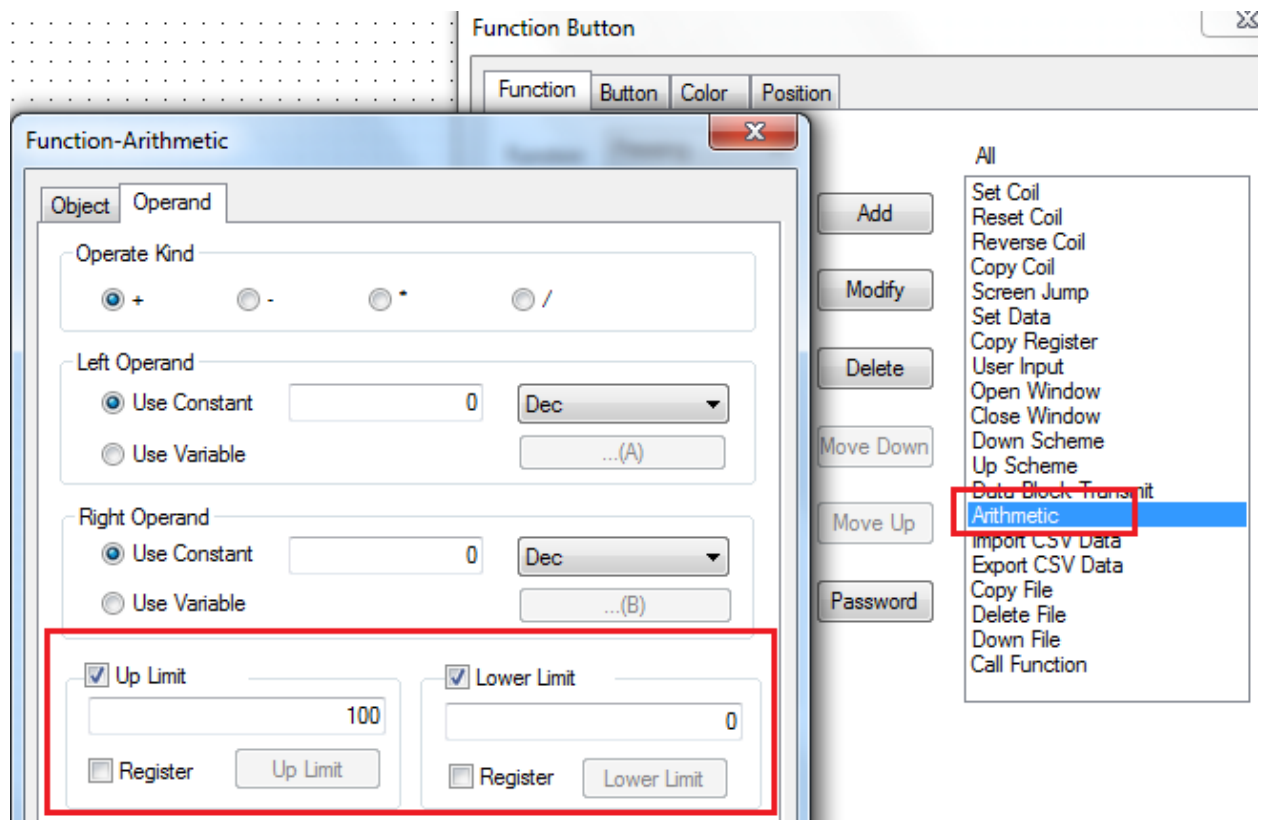 Function Button
Function Button Color Position
Function-Arithmetic
Object Operand
Operate Kind
+ - * /
Left Operand
Use Constant 0 Dec
Use Variable ...(A)
Right Operand
Use Constant 0 Dec
Use Variable ...(B)
Up Limit
100
Register Up Limit
Lower Limit
0
Register Lower Limit
Add
Modify
Delete
Move Down
Move Up
Password
All
Set Coil
Reset Coil
Reverse Coil
Copy Coil
Screen Jump
Set Data
Copy Register
User Input
Open Window
Close Window
Down Scheme
Up Scheme
Data Block Transmit
Arithmetic
Import CSV Data
Export CSV Data
Copy File
Delete File
Down File
Call Function